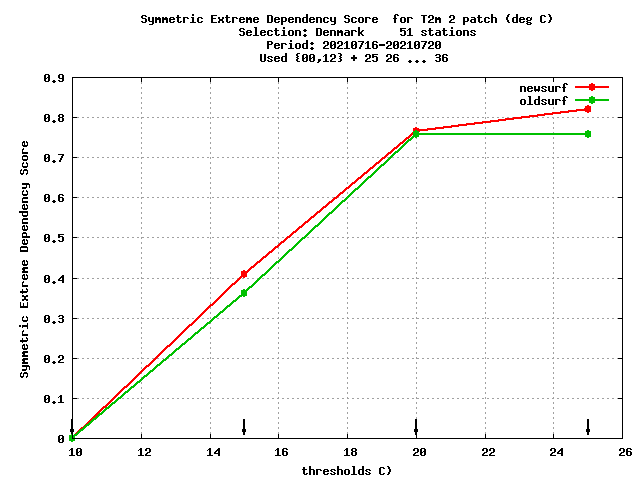 Symmetric Extreme Dependency Score  for T2m 2 patch (deg C)
Selection: Denmark     51 stations
Period: 20210716-20210720
Used {00,12} + 25 26 ... 36
newsurf
oldsurf
Symmetric Extreme Dependency Score
0.9
0.8
0.7
0.6
0.5
0.4
0.3
0.2
0.1
0
10 12 14 16 18 20 22 24 26
thresholds C)